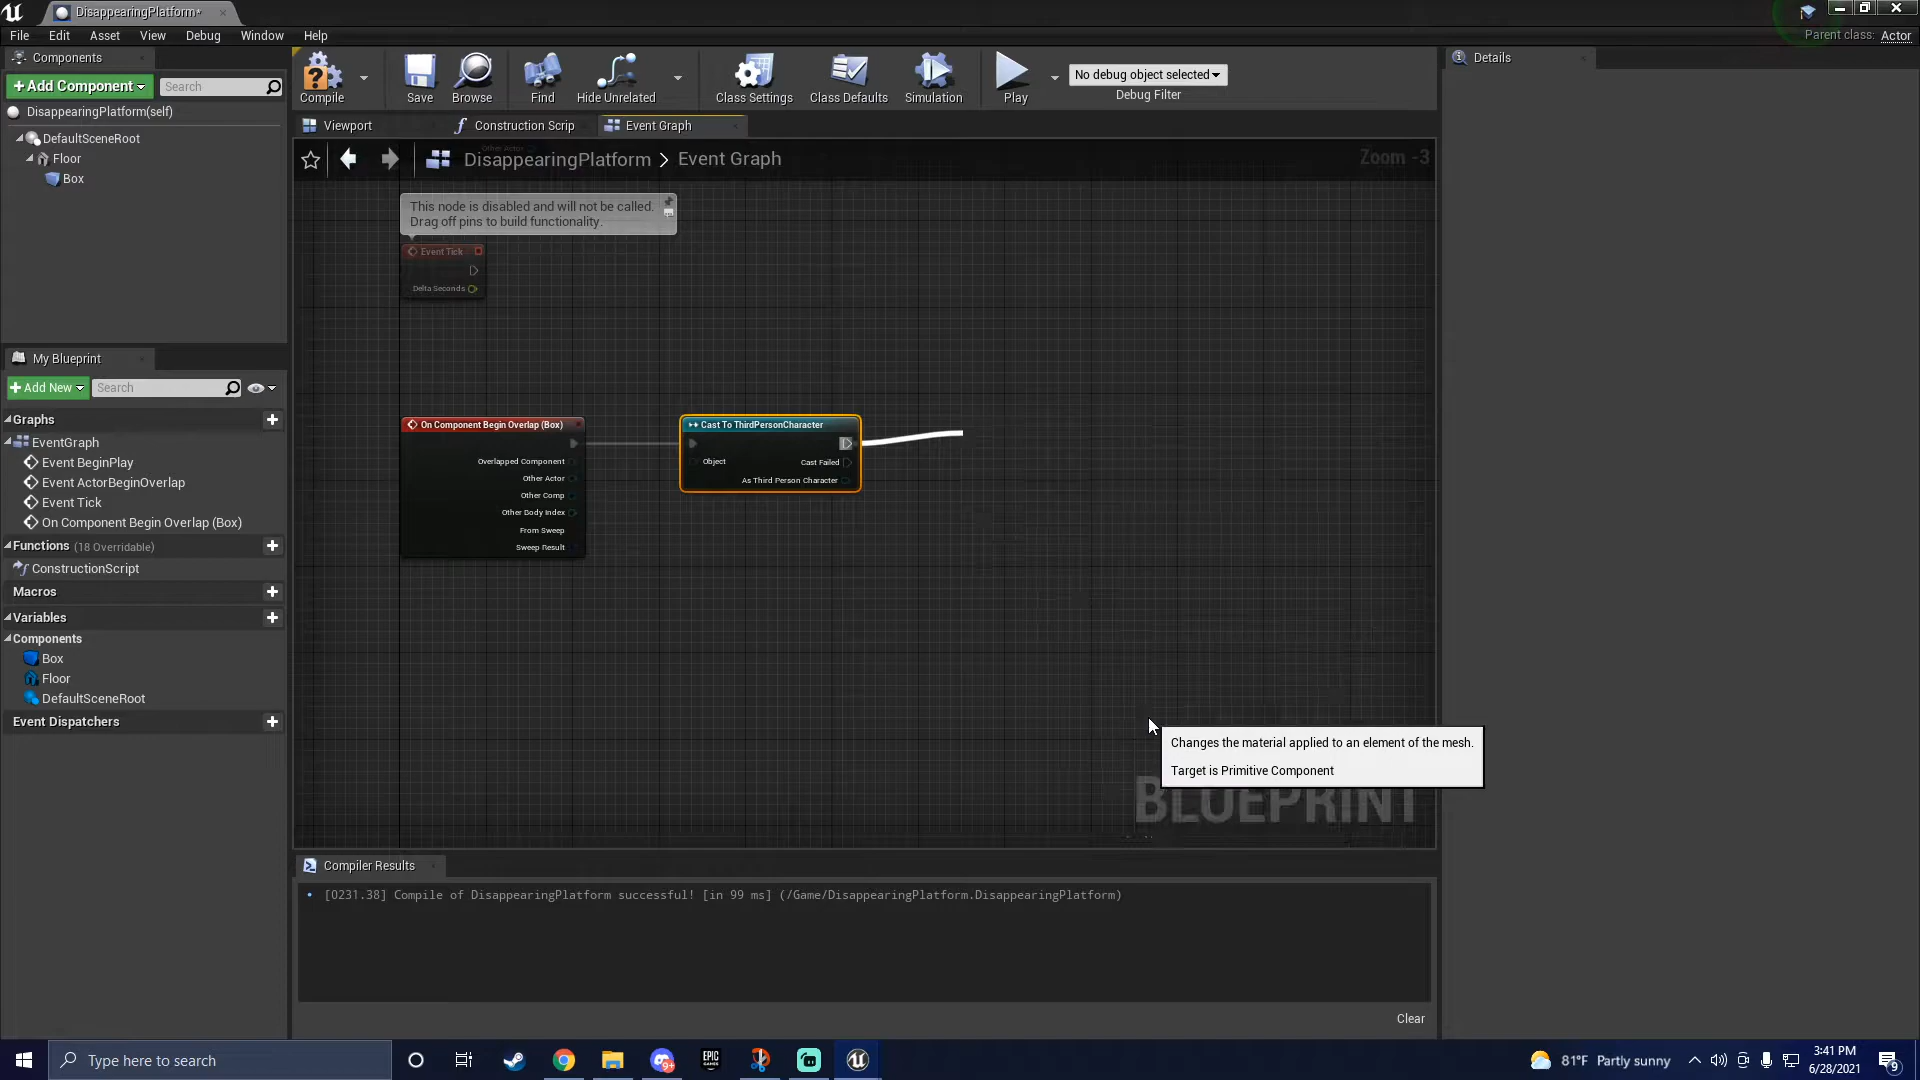 DisappearingPlatform*
File Edit Asset View Debug Window Help
Parent class: Actor
Components
+Add Component
Search
DisappearingPlatform(self)
DefaultSceneRoot
Floor
Box
Compile
Save
Browse
Find
Hide Unrelated
Class Settings
Class Defaults
Simulation
Play
No debug object selected
Debug Filter
Details
Viewport
Construction Scrip
Event Graph
Other Actor
DisappearingPlatform > Event Graph
Zoom -3
This node is disabled and will not be called.
Drag off pins to build functionality.
Event Tick
Delta Seconds
On Component Begin Overlap (Box)
Overlapped Component
Other Actor
Other Comp
Other Body Index
From Sweep
Sweep Result
Cast To ThirdPersonCharacter
Object
Cast Failed
As Third Person Character
Changes the material applied to an element of the mesh.
Target is Primitive Component
BLUEPRINT
My Blueprint
+Add New
Search
Graphs
EventGraph
Event BeginPlay
Event ActorBeginOverlap
Event Tick
On Component Begin Overlap (Box)
Functions (18 Overridable)
ConstructionScript
Macros
Variables
Components
Box
Floor
DefaultSceneRoot
Event Dispatchers
Compiler Results
[0231.38] Compile of DisappearingPlatform successful! [in 99 ms] (/Game/DisappearingPlatform.DisappearingPlatform)
Clear
Type here to search
EPIC
GAMES
9+
81°F Partly sunny
3:41 PM
6/28/2021
9